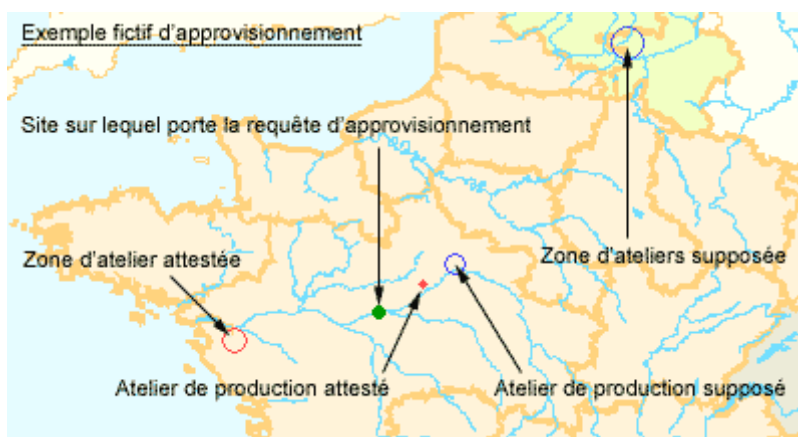 Exemple fictif d'approvisionnement
Site sur lequel porte la requête d'approvisionnement
Zone d'atelier attestée
Zone d'ateliers supposée
Atelier de production attesté
Atelier de production supposé